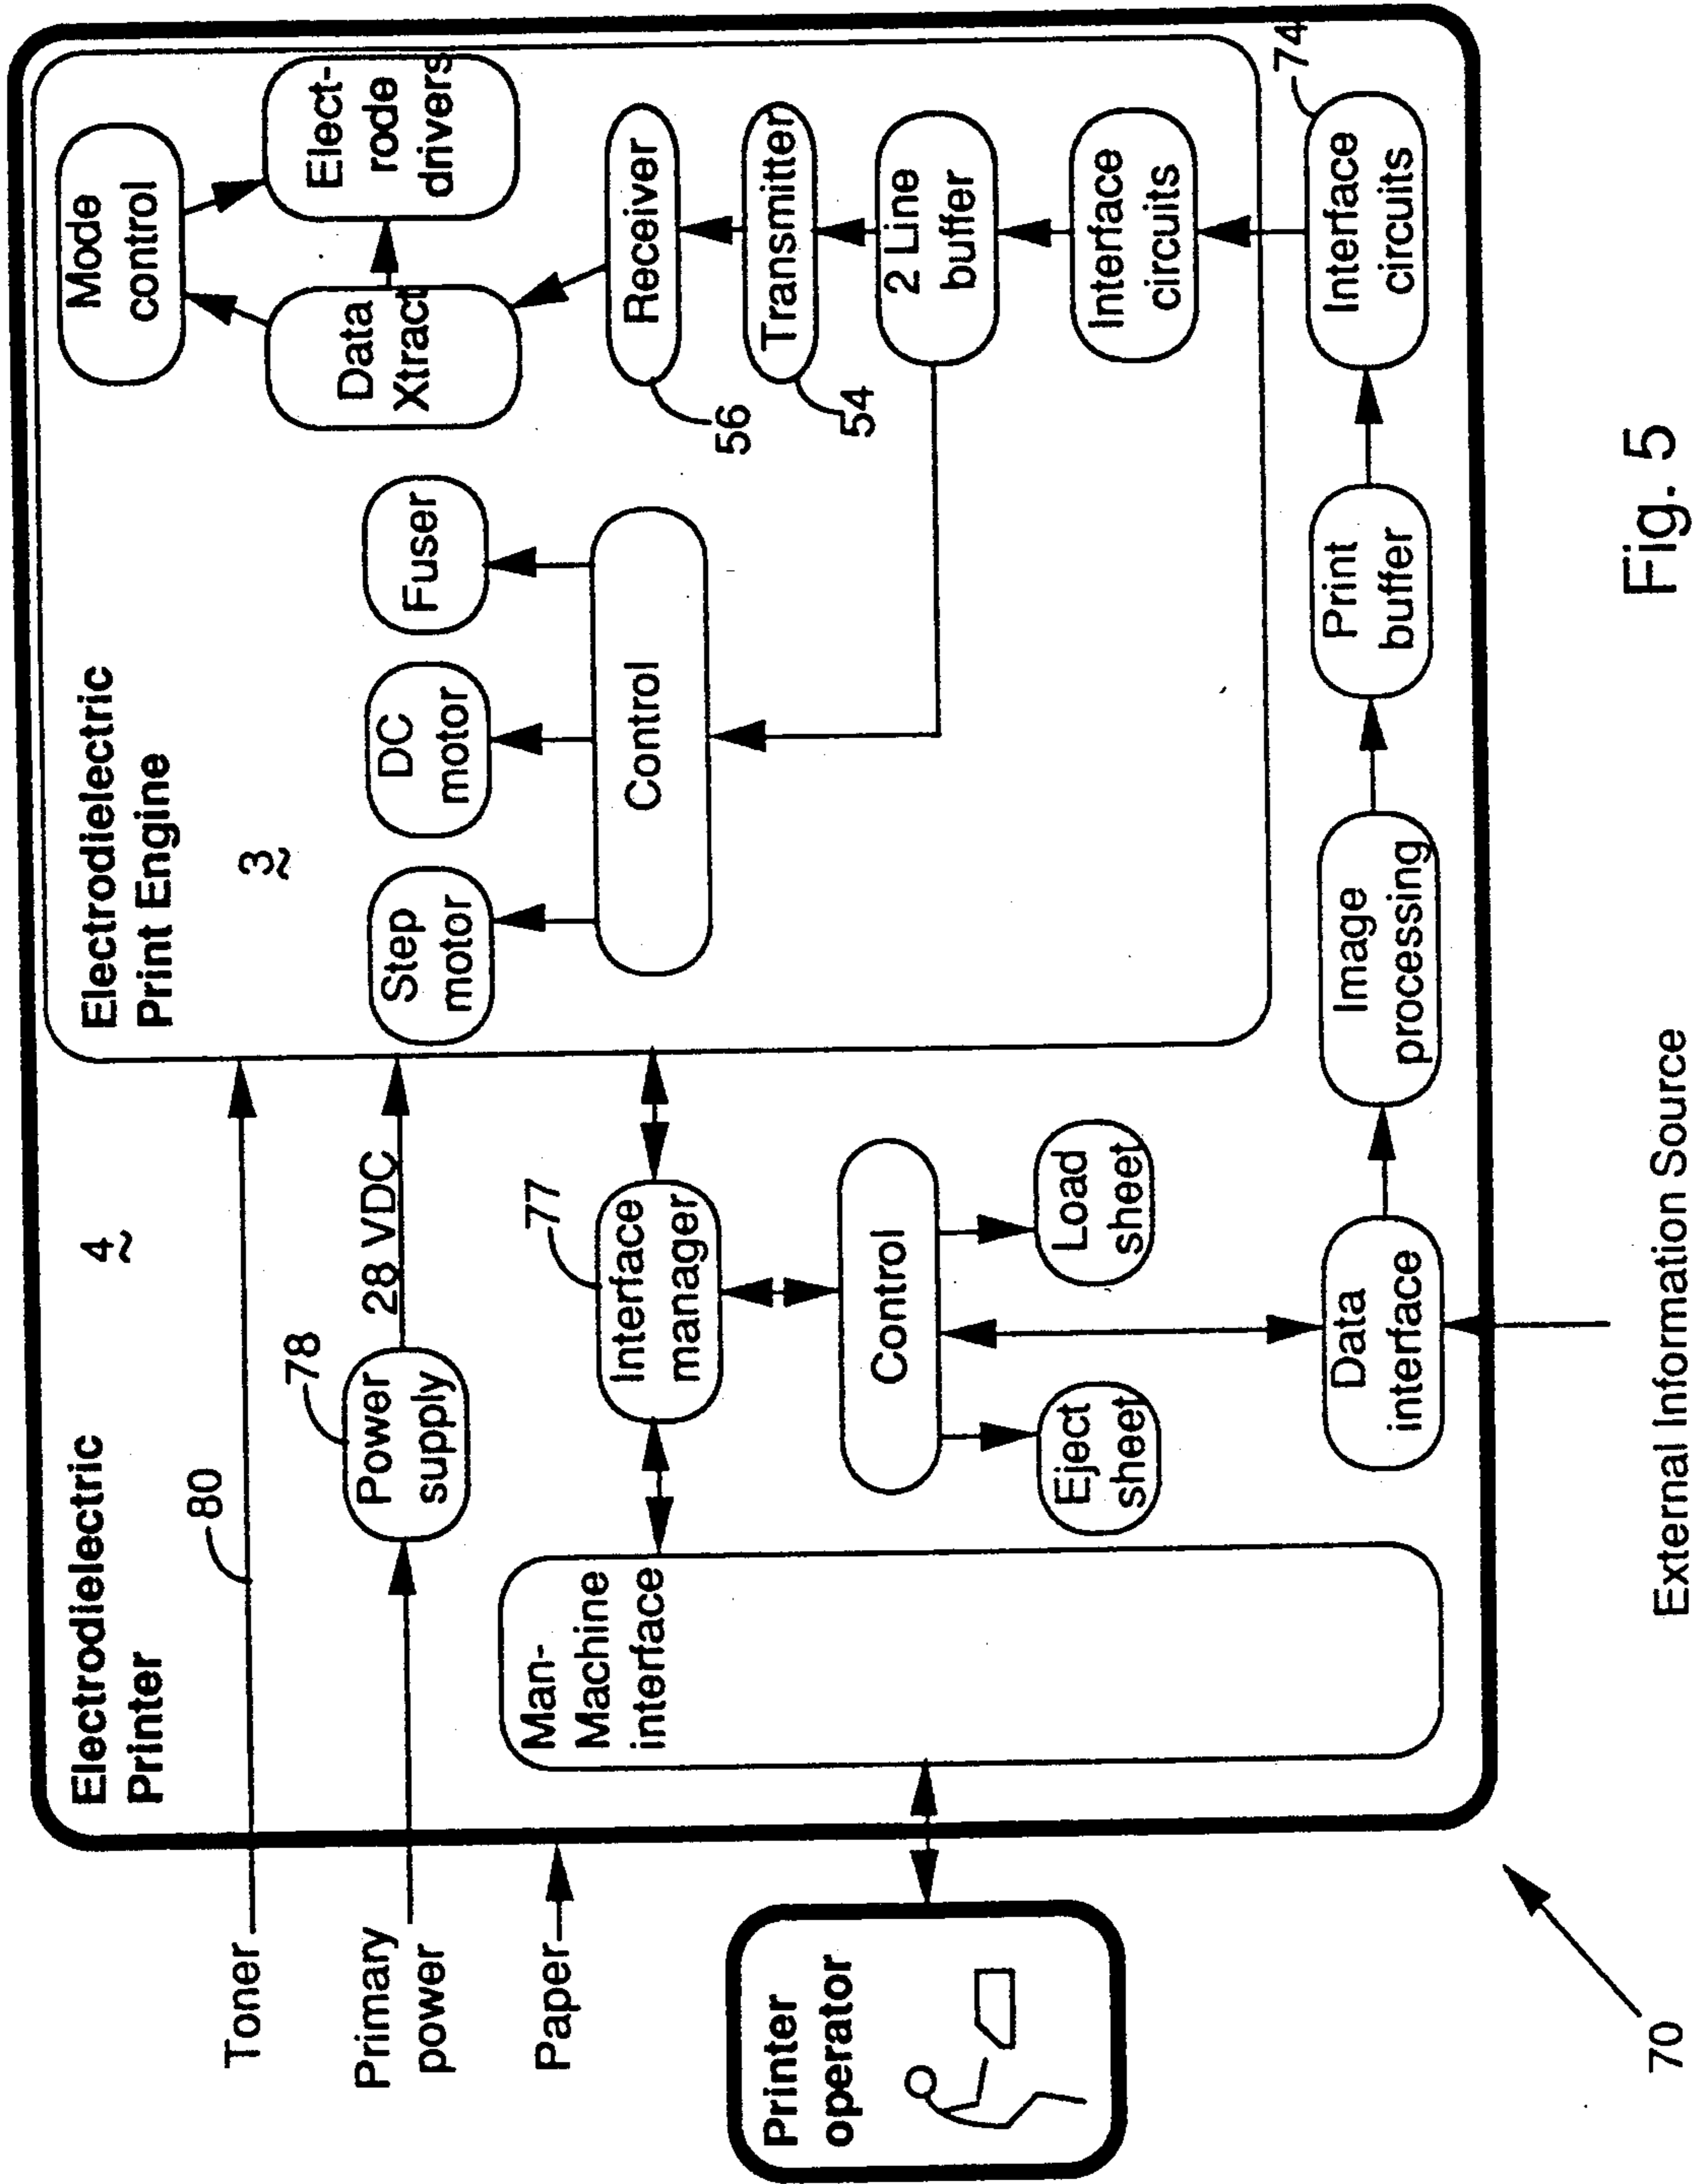 Electrodielectric
Printer
4
Electrodielectric
Print Engine
3
Mode
control
Data
Xtract
Elect-
rode
drivers
Toner
80
Primary
power
78
Power
supply
28 VDC
Step
motor
DC
motor
Fuser
Paper
Man-
Machine
interface
77
Interface
manager
Control
Receiver
56
Transmitter
54
Printer
operator
Control
2 Line
buffer
Eject
sheet
Load
sheet
Interface
circuits
Data
interface
Image
processing
Print
buffer
Interface
circuits
74
External Information Source
70
Fig. 5